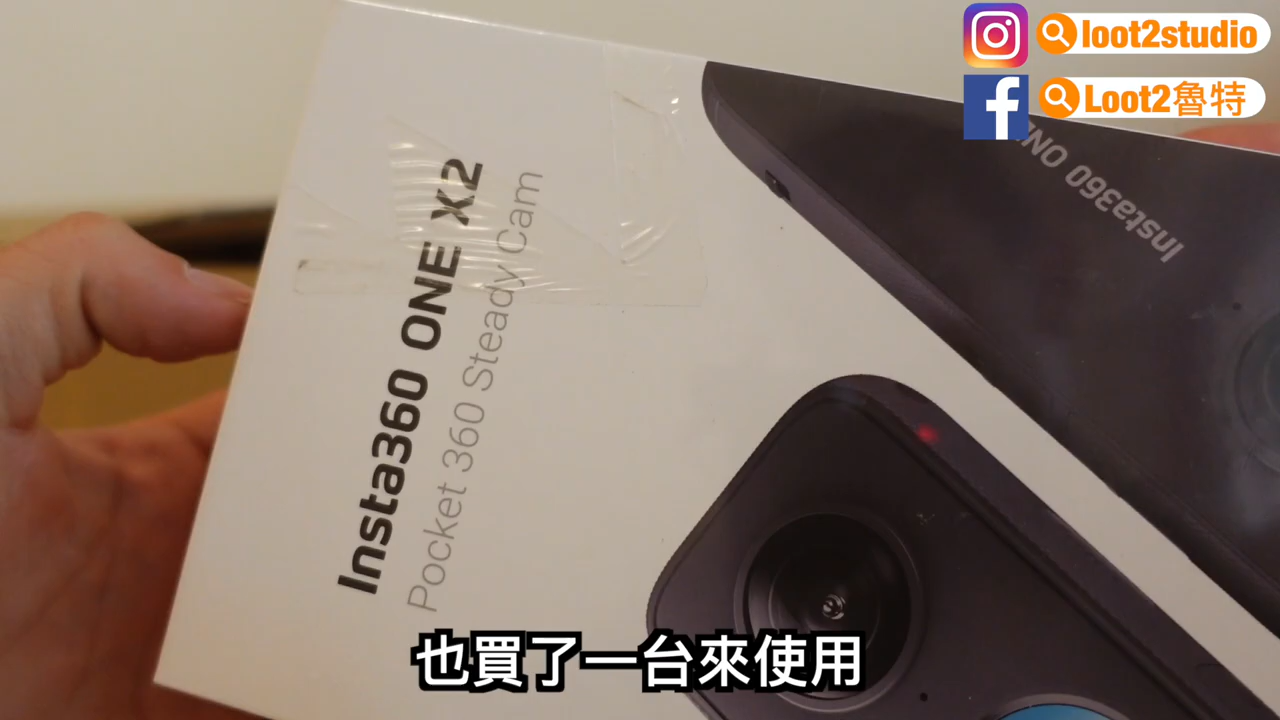 loot2studio
Loot2魯特
Insta360 ONE X2
Pocket 360 Steady Cam
Insta360 ONE
也買了一台來使用